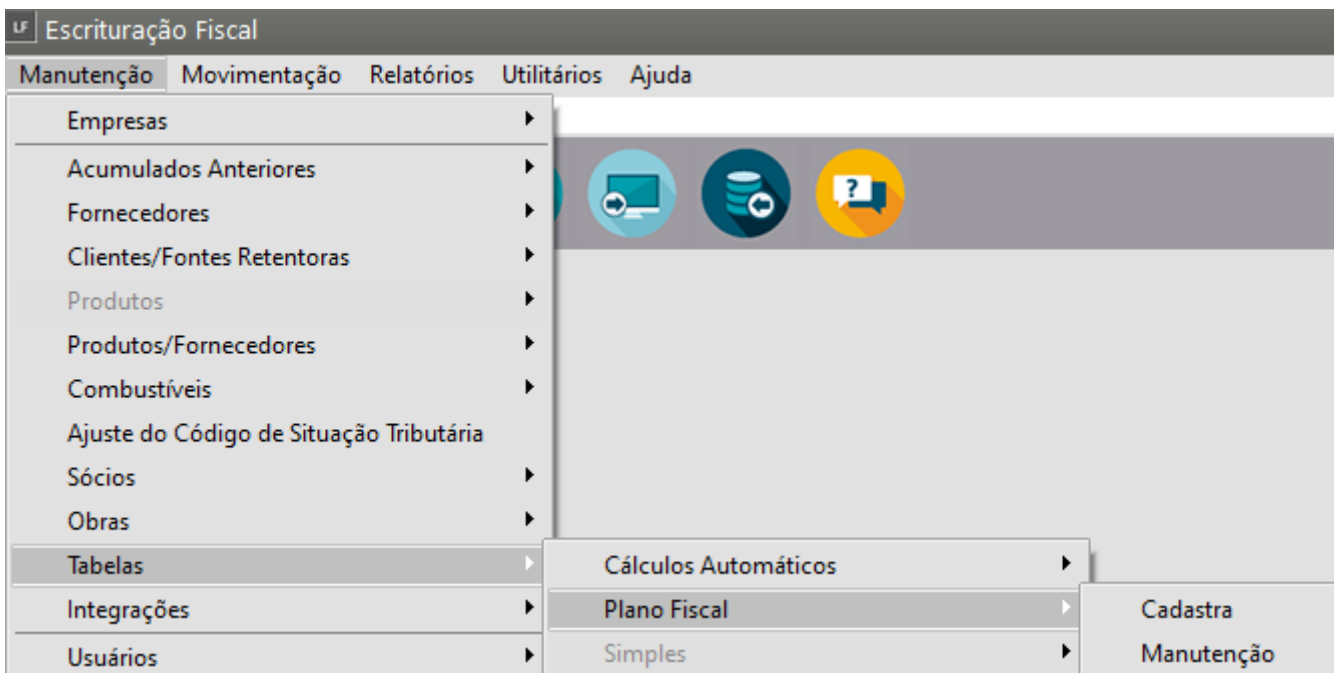 LF Escrituração Fiscal
Manutenção Movimentação Relatórios Utilitários Ajuda
Empresas
Acumulados Anteriores
Fornecedores
Clientes/Fontes Retentoras
Produtos
Produtos/Fornecedores
Combustíveis
Ajuste do Código de Situação Tributária
Sócios
Obras
Tabelas
Integrações
Usuários
Cálculos Automáticos
Plano Fiscal
Simples
Cadastra
Manutenção
?